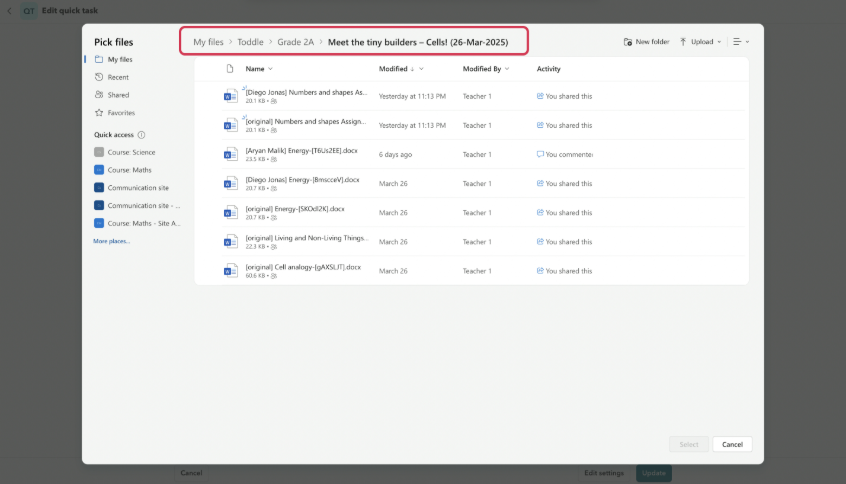 QT Edit quick task
Pick files
My files
Recent
Shared
Favorites
Quick access
Course: Science
Course: Maths
Communication site
Communication site - ...
Course: Maths - Site A...
More places...
My files > Toddle > Grade 2A > Meet the tiny builders – Cells! (26-Mar-2025)
New folder Upload
Name Modified ↓ Modified By Activity
[Diego Jonas] Numbers and shapes As... Yesterday at 11:13 PM Teacher 1 You shared this
20.1 KB •
[original] Numbers and shapes Assign... Yesterday at 11:13 PM Teacher 1 You shared this
20.1 KB •
[Aryan Malik] Energy-[T6Us2EE].docx 6 days ago Teacher 1 You commente
23.5 KB •
[Diego Jonas] Energy-[8mscceV].docx March 26 Teacher 1 You shared this
20.7 KB •
[original] Energy-[SKOdI2K].docx March 26 Teacher 1 You shared this
20.7 KB •
[original] Living and Non-Living Things... March 26 Teacher 1 You shared this
22.3 KB •
[original] Cell analogy-[gAXSLJT].docx March 26 Teacher 1 You shared this
60.6 KB •
Select Cancel
Cancel Edit settings Update